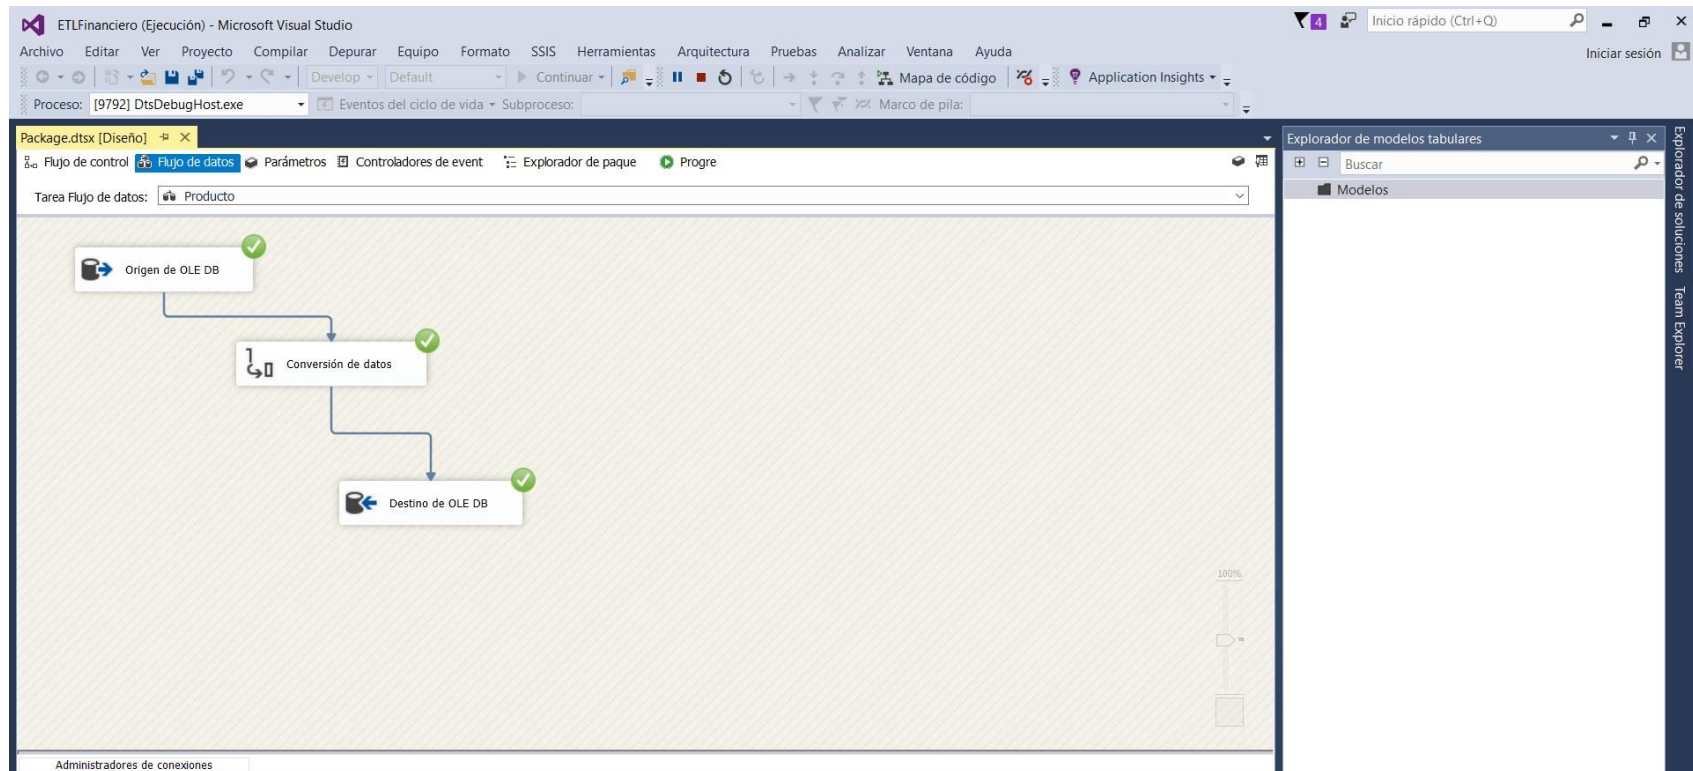 ETLFinanciero (Ejecución) - Microsoft Visual Studio
4
Inicio rápido (Ctrl+Q)
Archivo Editar Ver Proyecto Compilar Depurar Equipo Formato SSIS Herramientas Arquitectura Pruebas Analizar Ventana Ayuda
Iniciar sesión
Develop Default Continuar Mapa de código Application Insights
Proceso: [9792] DtsDebugHost.exe Eventos del ciclo de vida Subproceso: Marco de pila:
Package.dtsx [Diseño]
Flujo de control Flujo de datos Parámetros Controladores de event Explorador de paque Progre
Tarea Flujo de datos: Producto
Origen de OLE DB
Conversión de datos
Destino de OLE DB
100%
Administradores de conexiones
Explorador de modelos tabulares
Buscar
Modelos
Explorador de soluciones
Team Explorer